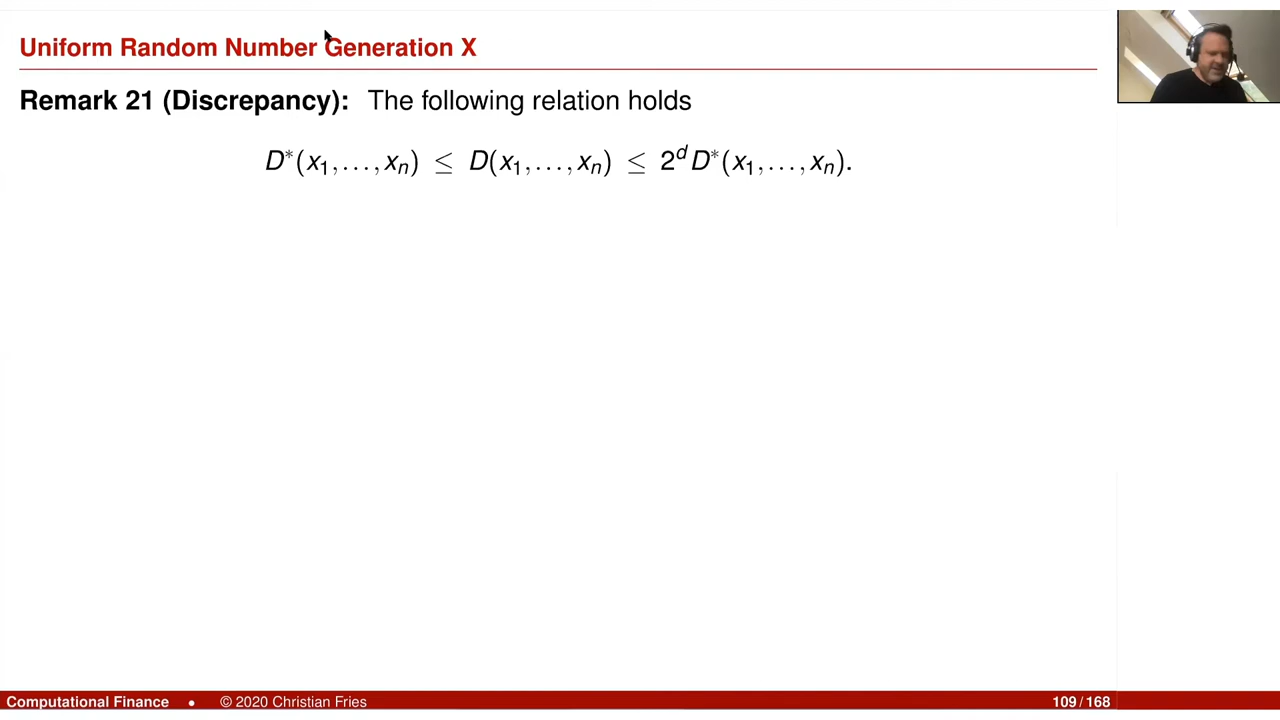 Uniform Random Number Generation X
Remark 21 (Discrepancy): The following relation holds
D*(x₁,…,xₙ) ≤ D(x₁,…,xₙ) ≤ 2ᵈD*(x₁,…,xₙ).
Computational Finance • © 2020 Christian Fries 109 / 168